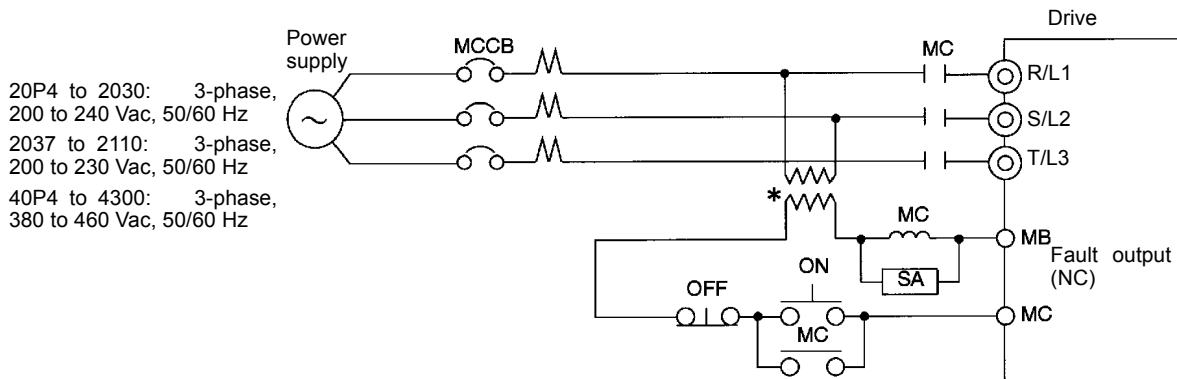 Drive
Power
supply
MCCB
MC
R/L1
20P4 to 2030: 3-phase,
200 to 240 Vac, 50/60 Hz
~
S/L2
2037 to 2110: 3-phase,
200 to 230 Vac, 50/60 Hz
T/L3
40P4 to 4300: 3-phase,
380 to 460 Vac, 50/60 Hz
*
MC
MB
Fault output
(NC)
SA
ON
OFF
MC
MC